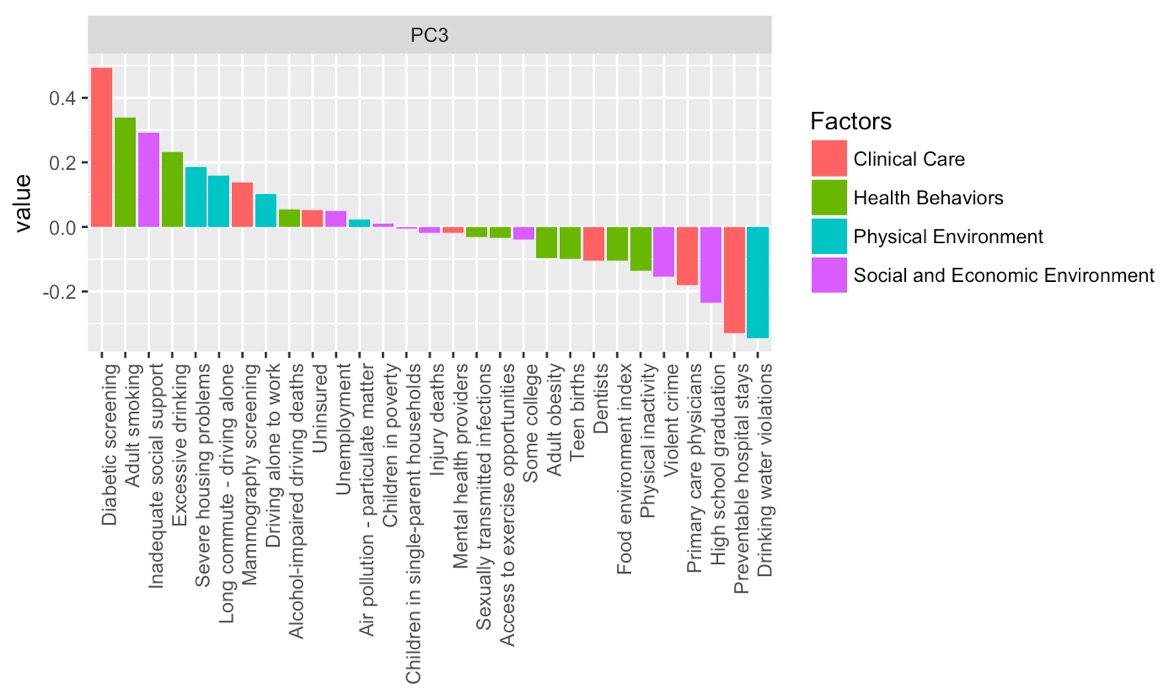 PC3
value
0.4
0.2
0.0
-0.2
Diabetic screening
Adult smoking
Inadequate social support
Excessive drinking
Severe housing problems
Long commute - driving alone
Mammography screening
Driving alone to work
Alcohol-impaired driving deaths
Uninsured
Unemployment
Air pollution - particulate matter
Children in poverty
Children in single-parent households
Injury deaths
Mental health providers
Sexually transmitted infections
Access to exercise opportunities
Some college
Adult obesity
Teen births
Dentists
Food environment index
Physical inactivity
Violent crime
Primary care physicians
High school graduation
Preventable hospital stays
Drinking water violations
Factors
Clinical Care
Health Behaviors
Physical Environment
Social and Economic Environment